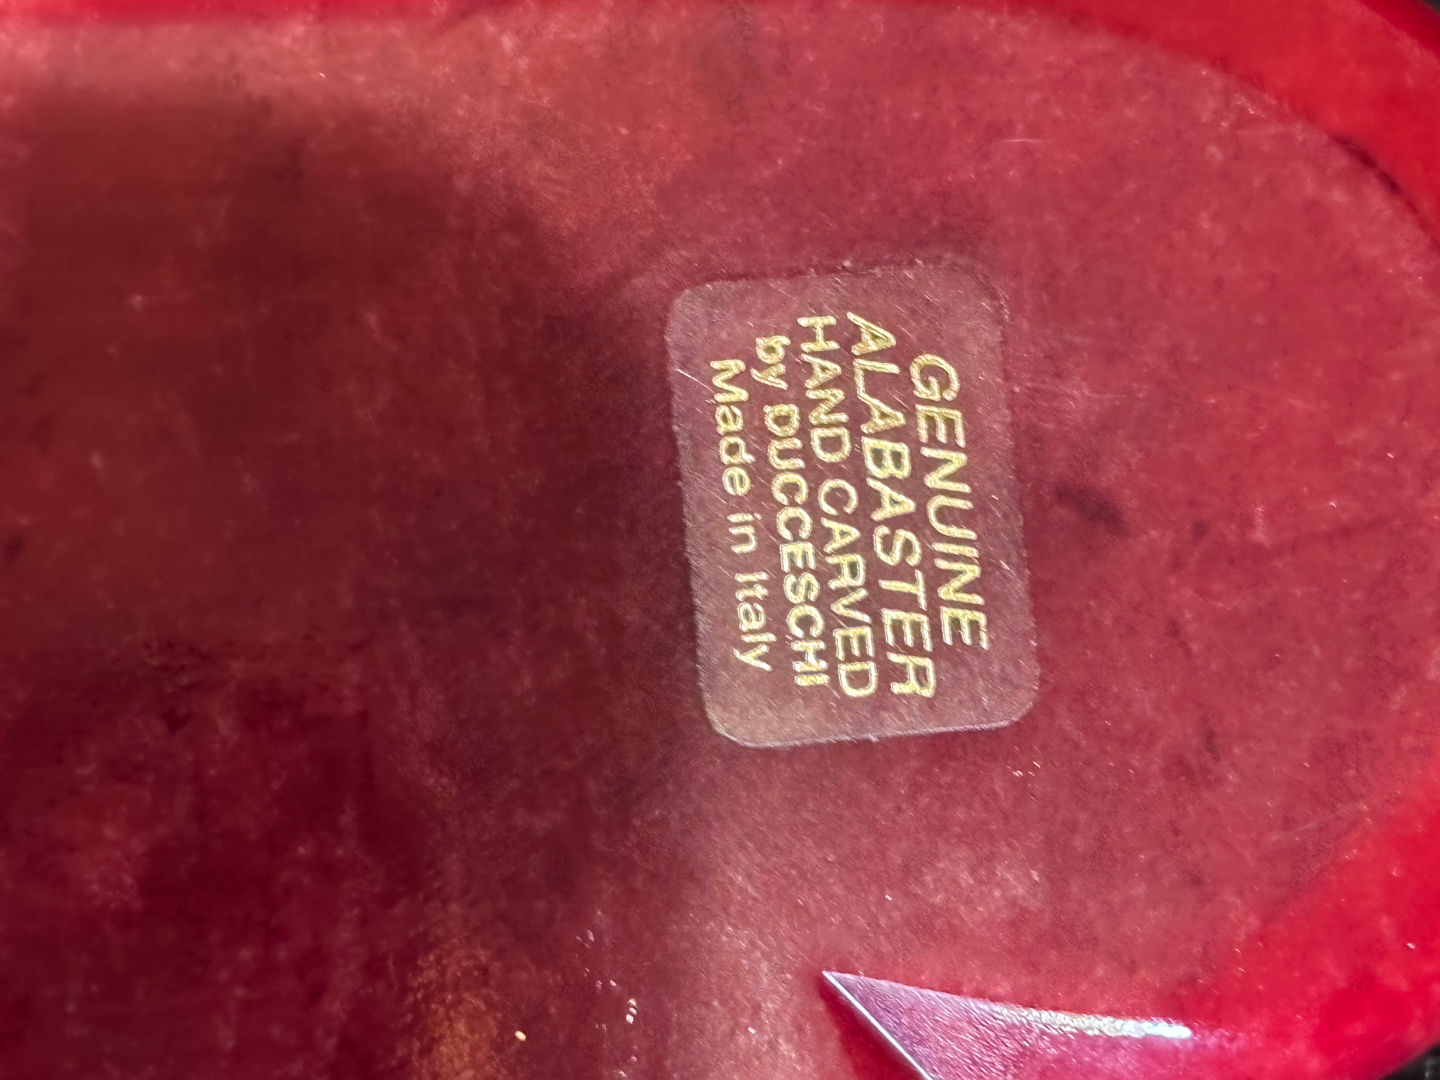 GENUINE
ALABASTER
HAND CARVED
by DUCCESCHI
Made in Italy